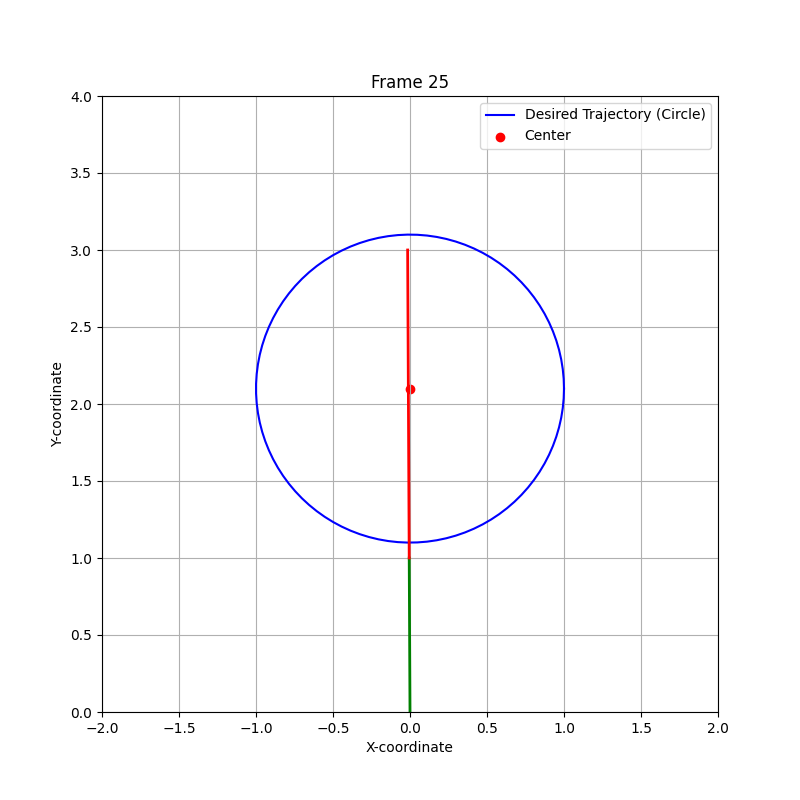 Frame 25
Desired Trajectory (Circle)
Center
4.0
3.5
3.0
2.5
2.0
1.5
1.0
0.5
0.0
Y-coordinate
−2.0 −1.5 −1.0 −0.5 0.0 0.5 1.0 1.5 2.0
X-coordinate